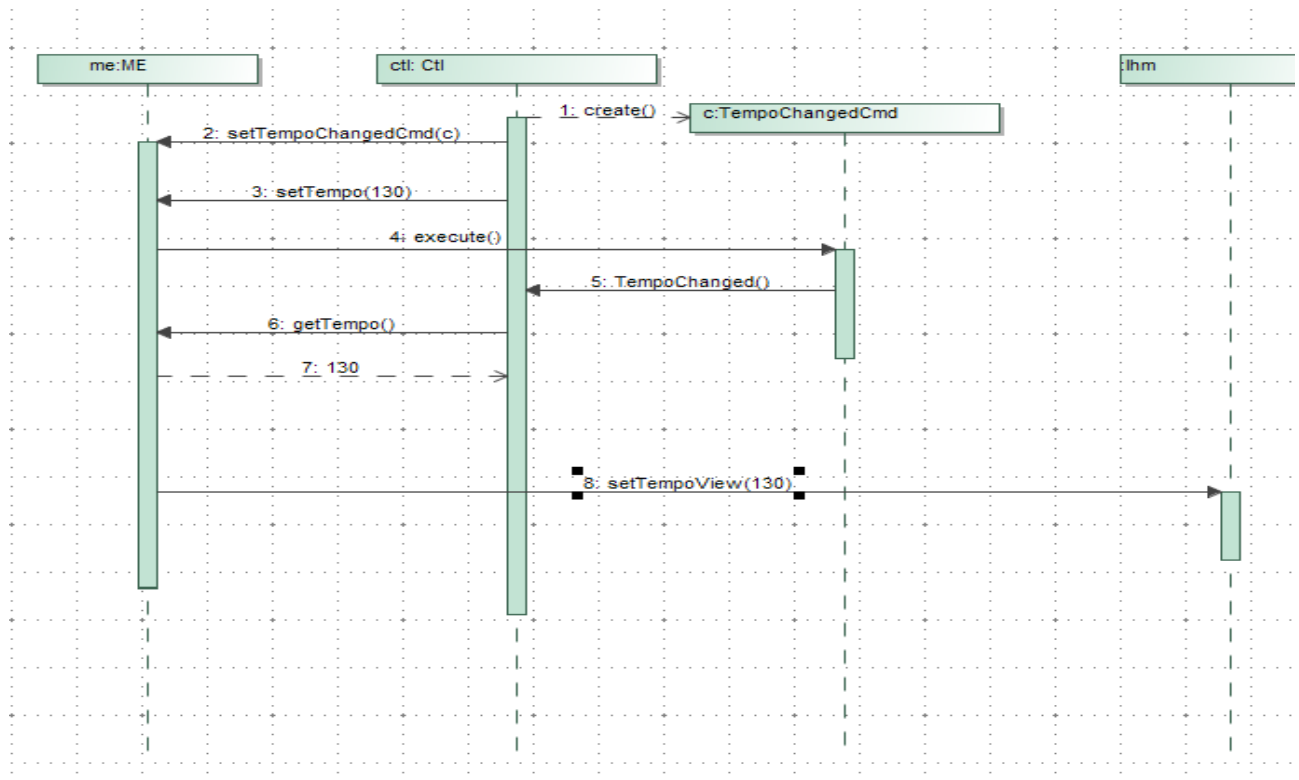 me:ME
ctl: Ctl
:Ihm
1: create()
c:TempoChangedCmd
2: setTempoChangedCmd(c)
3: setTempo(130)
4: execute()
5: TempoChanged()
6: getTempo()
7: 130
8: setTempoView(130)